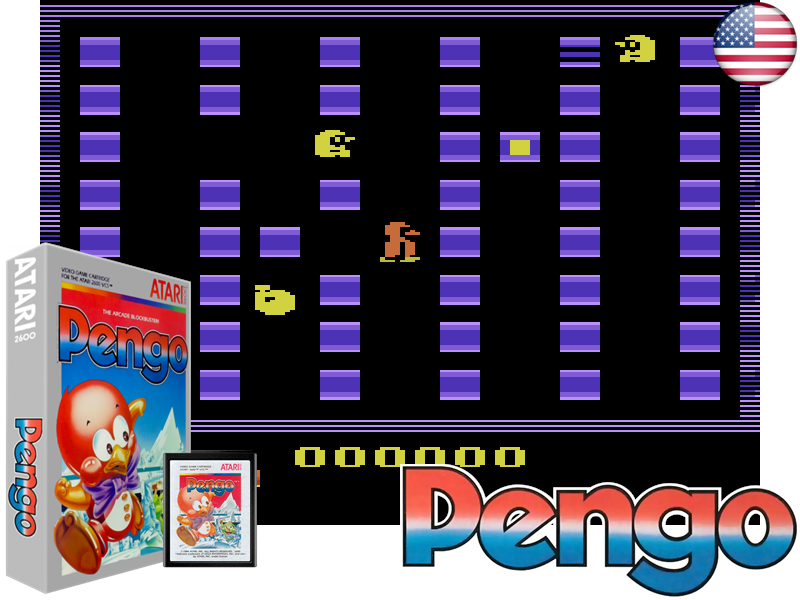 000000
ATARI
2600
Pengo
VIDEO GAME CARTRIDGE
FOR THE ATARI 2600 VCS™
ATARI
THE ARCADE BLOCKBUSTER!
Pengo
ATARI
Pengo
Pengo